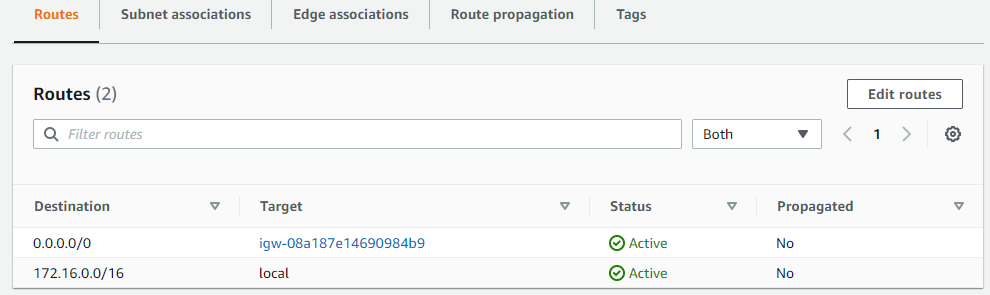 Routes Subnet associations Edge associations Route propagation Tags
Routes (2) Edit routes
Filter routes Both 1
Destination Target Status Propagated
0.0.0.0/0 igw-08a187e14690984b9 Active No
172.16.0.0/16 local Active No